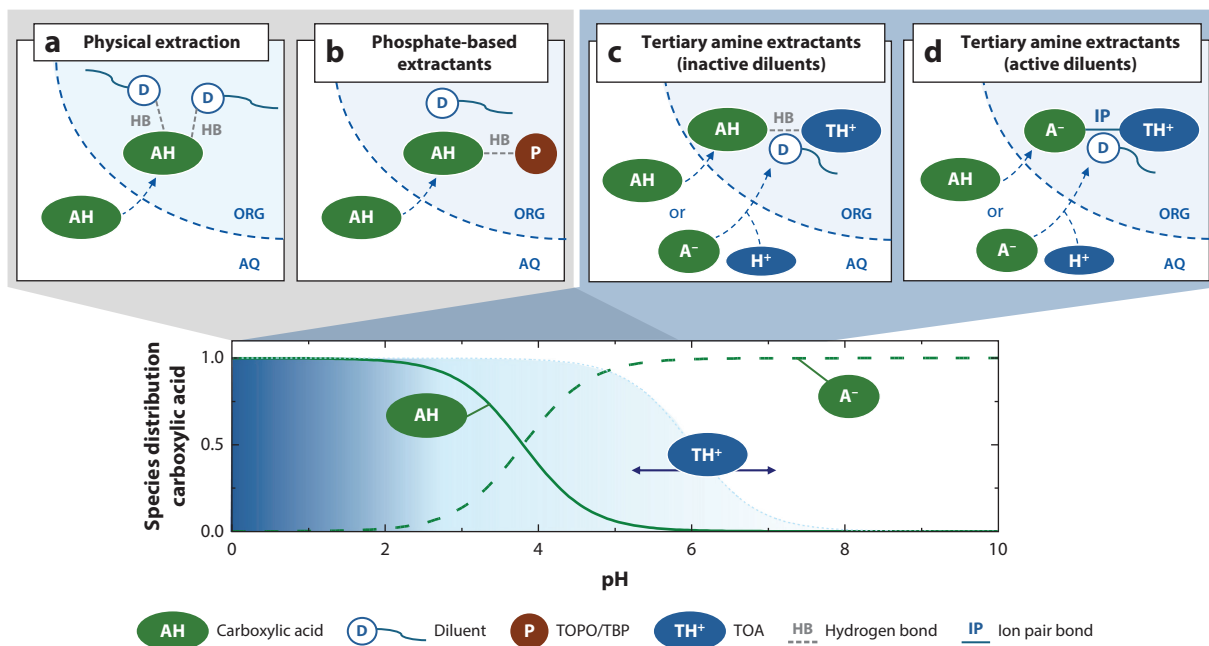 a Physical extraction
D
D
HB
HB
AH
AH
ORG
AQ
b Phosphate-based
extractants
D
HB
AH
P
AH
ORG
AQ
c Tertiary amine extractants
(inactive diluents)
AH
HB
TH+
D
AH
or
ORG
A−
H+
AQ
d Tertiary amine extractants
(active diluents)
IP
A−
TH+
D
AH
or
ORG
A−
H+
AQ
Species distribution
carboxylic acid
1.0
0.5
0.0
AH
A−
TH+
0
2
4
6
8
10
pH
AH Carboxylic acid
D Diluent
P TOPO/TBP
TH+ TOA
HB Hydrogen bond
IP Ion pair bond